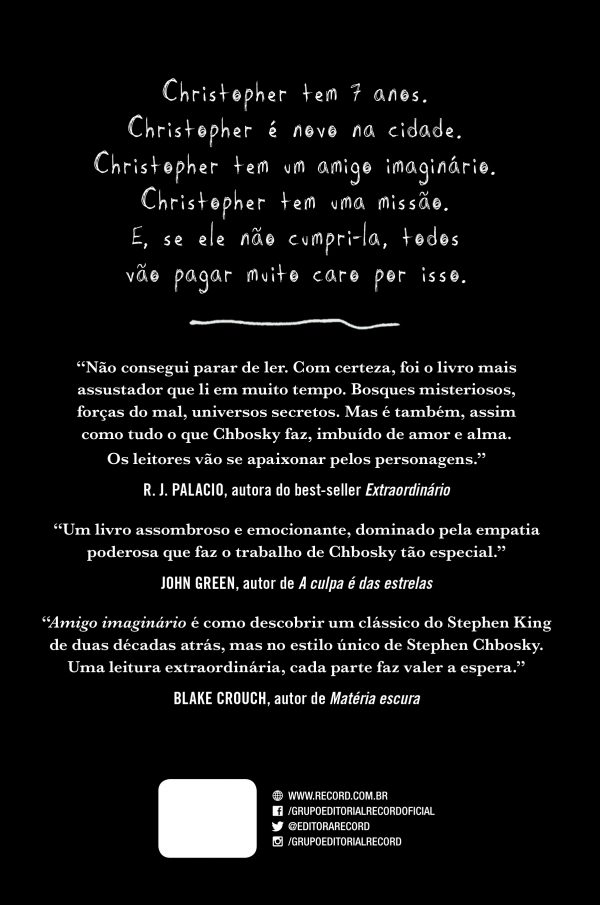 Christopher tem 7 anos.
Christopher é novo na cidade.
Christopher tem um amigo imaginário.
Christopher tem uma missão.
E, se ele não cumpri-la, todos
vão pagar muito caro por isso.
“Não consegui parar de ler. Com certeza, foi o livro mais
assustador que li em muito tempo. Bosques misteriosos,
forças do mal, universos secretos. Mas é também, assim
como tudo o que Chbosky faz, imbuído de amor e alma.
Os leitores vão se apaixonar pelos personagens.”
R. J. PALACIO, autora do best-seller Extraordinário
“Um livro assombroso e emocionante, dominado pela empatia
poderosa que faz o trabalho de Chbosky tão especial.”
JOHN GREEN, autor de A culpa é das estrelas
“Amigo imaginário é como descobrir um clássico do Stephen King
de duas décadas atrás, mas no estilo único de Stephen Chbosky.
Uma leitura extraordinária, cada parte faz valer a espera.”
BLAKE CROUCH, autor de Matéria escura
WWW.RECORD.COM.BR
/GRUPOEDITORIALRECORDOFICIAL
@EDITORARECORD
/GRUPOEDITORIALRECORD